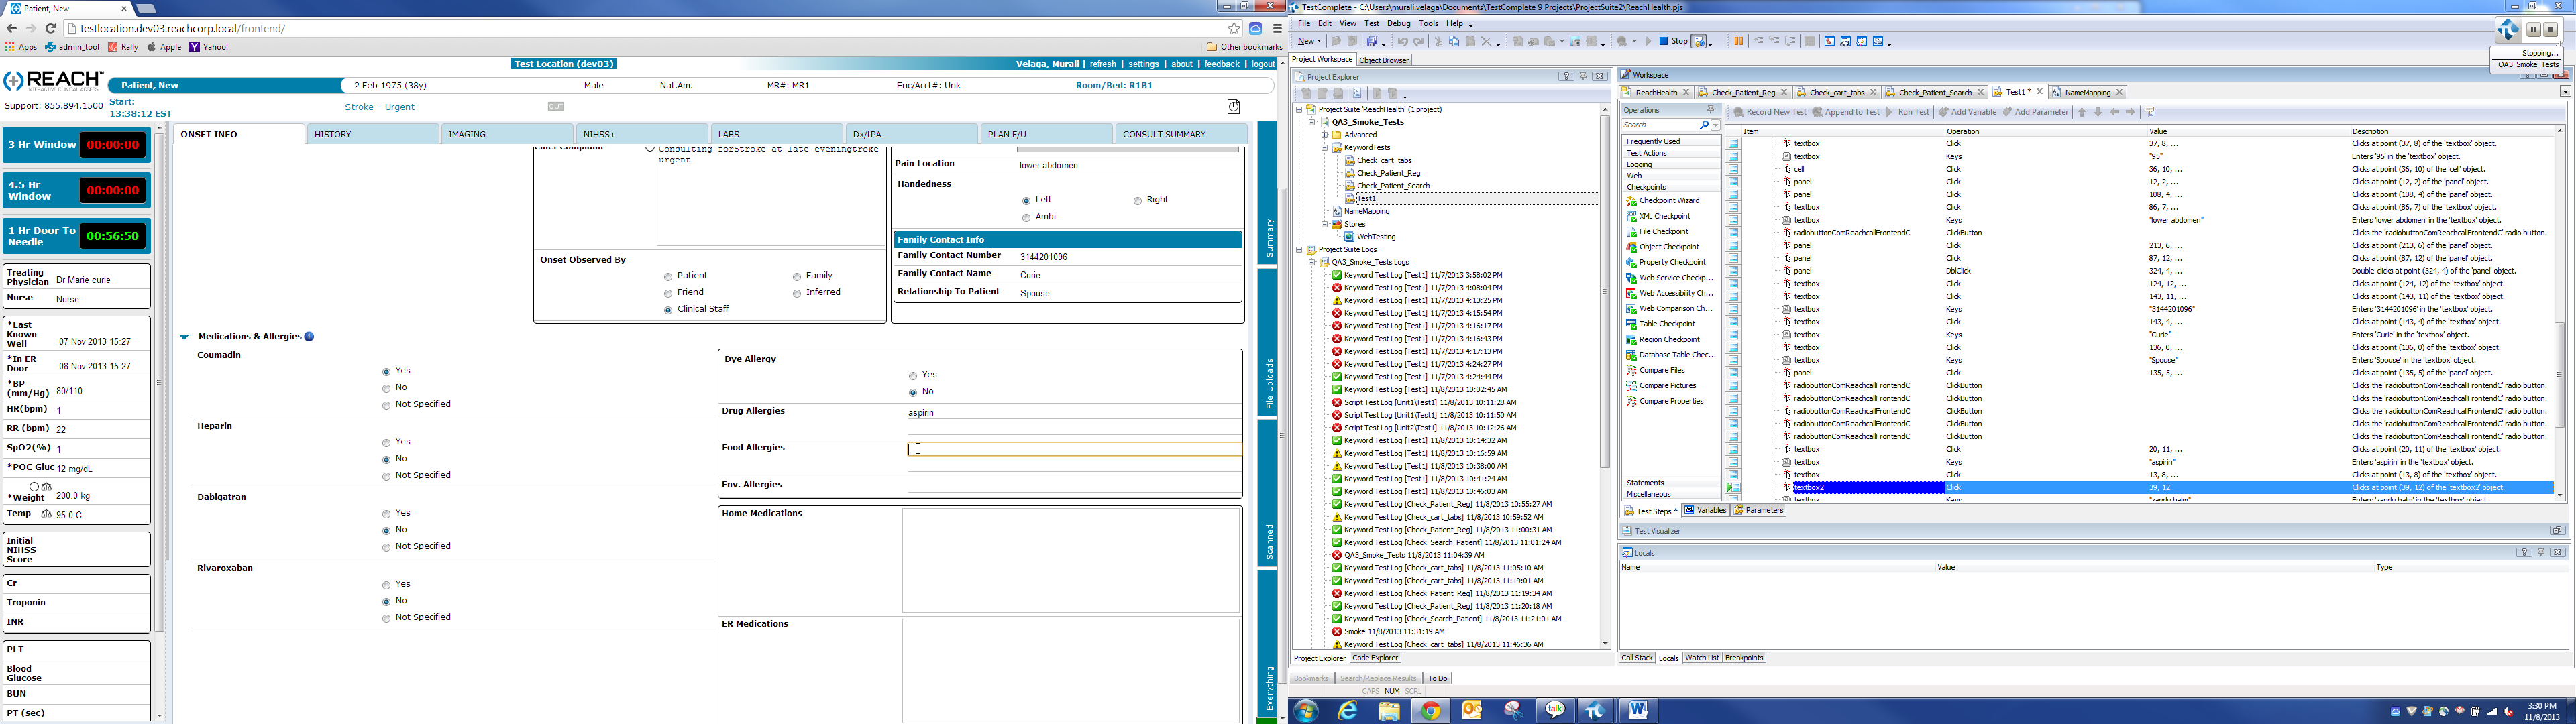 Patient, New
testlocation.dev03.reachcorp.local/frontend/
Apps admin_tool Rally Apple Yahoo! Other bookmarks
Test Location (dev03) Velaga, Murali | refresh | settings | about | feedback | logout
REACH
Patient, New 2 Feb 1975 (38y) Male Nat.Am. MR#: MR1 Enc/Acct#: Unk Room/Bed: R1B1
Support: 855.894.1500 Start: 13:38:12 EST Stroke - Urgent OUT
ONSET INFO HISTORY IMAGING NIHSS+ LABS Dx/tPA PLAN F/U CONSULT SUMMARY
3 Hr Window 00:00:00
4.5 Hr Window 00:00:00
1 Hr Door To Needle 00:56:50
Treating Physician Dr Marie curie
Nurse Nurse
*Last Known Well 07 Nov 2013 15:27
*In ER Door 08 Nov 2013 15:27
*BP (mm/Hg) 80/110
HR(bpm) 1
RR (bpm) 22
SpO2(%) 1
*POC Gluc 12 mg/dL
*Weight 200.0 kg
Temp 95.0 C
Initial NIHSS Score
Cr
Troponin
INR
PLT
Blood Glucose
BUN
PT (sec)
Chief Complaint Consulting forStroke at late eveningtroke
urgent
Onset Observed By
Patient Family
Friend Inferred
Clinical Staff
Pain Location lower abdomen
Handedness
Left Right
Ambi
Family Contact Info
Family Contact Number 3144201096
Family Contact Name Curie
Relationship To Patient Spouse
Medications & Allergies
Coumadin
Yes
No
Not Specified
Heparin
Yes
No
Not Specified
Dabigatran
Yes
No
Not Specified
Rivaroxaban
Yes
No
Not Specified
Dye Allergy
Yes
No
Drug Allergies aspirin
Food Allergies
Env. Allergies
Home Medications
ER Medications
Summary
File Uploads
Scanned
Everything
TestComplete - C:\Users\murali.velaga\Documents\TestComplete 9 Projects\ProjectSuite2\ReachHealth.pjs
File Edit View Test Debug Tools Help
New Stop
Stopping...
QA3_Smoke_Tests
Project Workspace Object Browser
Project Explorer
Project Suite 'ReachHealth' (1 project)
QA3_Smoke_Tests
Advanced
KeywordTests
Check_cart_tabs
Check_Patient_Reg
Check_Patient_Search
Test1
NameMapping
Stores
WebTesting
Project Suite Logs
QA3_Smoke_Tests Logs
Keyword Test Log [Test1] 11/7/2013 3:58:02 PM
Keyword Test Log [Test1] 11/7/2013 4:08:04 PM
Keyword Test Log [Test1] 11/7/2013 4:13:25 PM
Keyword Test Log [Test1] 11/7/2013 4:15:54 PM
Keyword Test Log [Test1] 11/7/2013 4:16:17 PM
Keyword Test Log [Test1] 11/7/2013 4:16:43 PM
Keyword Test Log [Test1] 11/7/2013 4:17:13 PM
Keyword Test Log [Test1] 11/7/2013 4:24:27 PM
Keyword Test Log [Test1] 11/7/2013 4:24:44 PM
Keyword Test Log [Test1] 11/8/2013 10:02:45 AM
Script Test Log [Unit1\Test1] 11/8/2013 10:11:28 AM
Script Test Log [Unit1\Test1] 11/8/2013 10:11:50 AM
Script Test Log [Unit2\Test1] 11/8/2013 10:12:26 AM
Keyword Test Log [Test1] 11/8/2013 10:14:32 AM
Keyword Test Log [Test1] 11/8/2013 10:16:59 AM
Keyword Test Log [Test1] 11/8/2013 10:38:00 AM
Keyword Test Log [Test1] 11/8/2013 10:41:24 AM
Keyword Test Log [Test1] 11/8/2013 10:46:03 AM
Keyword Test Log [Check_Patient_Reg] 11/8/2013 10:55:27 AM
Keyword Test Log [Check_cart_tabs] 11/8/2013 10:59:52 AM
Keyword Test Log [Check_Patient_Reg] 11/8/2013 11:00:31 AM
Keyword Test Log [Check_Search_Patient] 11/8/2013 11:01:24 AM
QA3_Smoke_Tests 11/8/2013 11:04:39 AM
Keyword Test Log [Check_cart_tabs] 11/8/2013 11:05:10 AM
Keyword Test Log [Check_cart_tabs] 11/8/2013 11:19:01 AM
Keyword Test Log [Check_Patient_Reg] 11/8/2013 11:19:34 AM
Keyword Test Log [Check_Patient_Reg] 11/8/2013 11:20:18 AM
Keyword Test Log [Check_Search_Patient] 11/8/2013 11:21:01 AM
Smoke 11/8/2013 11:31:19 AM
Keyword Test Log [Check_cart_tabs] 11/8/2013 11:46:36 AM
Project Explorer Code Explorer
Workspace
ReachHealth Check_Patient_Reg Check_cart_tabs Check_Patient_Search Test1 * NameMapping
Operations
Search
Frequently Used
Test Actions
Logging
Web
Checkpoints
Checkpoint Wizard
XML Checkpoint
File Checkpoint
Object Checkpoint
Property Checkpoint
Web Service Checkp...
Web Accessibility Ch...
Web Comparison Ch...
Table Checkpoint
Region Checkpoint
Database Table Chec...
Compare Files
Compare Pictures
Compare Properties
Statements
Miscellaneous
Record New Test Append to Test Run Test Add Variable Add Parameter
Item Operation Value Description
textbox Click 37, 8, ... Clicks at point (37, 8) of the 'textbox' object.
textbox Keys "95" Enters '95' in the 'textbox' object.
cell Click 36, 10, ... Clicks at point (36, 10) of the 'cell' object.
panel Click 12, 2, ... Clicks at point (12, 2) of the 'panel' object.
panel Click 108, 4, ... Clicks at point (108, 4) of the 'panel' object.
textbox Click 86, 7, ... Clicks at point (86, 7) of the 'textbox' object.
textbox Keys "lower abdomen" Enters 'lower abdomen' in the 'textbox' object.
radiobuttonComReachcallFrontendC ClickButton Clicks the 'radiobuttonComReachcallFrontendC' radio button.
panel Click 213, 6, ... Clicks at point (213, 6) of the 'panel' object.
panel Click 87, 12, ... Clicks at point (87, 12) of the 'panel' object.
panel DblClick 324, 4, ... Double-clicks at point (324, 4) of the 'panel' object.
textbox Click 124, 12, ... Clicks at point (124, 12) of the 'textbox' object.
textbox Click 143, 11, ... Clicks at point (143, 11) of the 'textbox' object.
textbox Keys "3144201096" Enters '3144201096' in the 'textbox' object.
textbox Click 143, 4, ... Clicks at point (143, 4) of the 'textbox' object.
textbox Keys "Curie" Enters 'Curie' in the 'textbox' object.
textbox Click 136, 0, ... Clicks at point (136, 0) of the 'textbox' object.
textbox Keys "Spouse" Enters 'Spouse' in the 'textbox' object.
panel Click 135, 5, ... Clicks at point (135, 5) of the 'panel' object.
radiobuttonComReachcallFrontendC ClickButton Clicks the 'radiobuttonComReachcallFrontendC' radio button.
radiobuttonComReachcallFrontendC ClickButton Clicks the 'radiobuttonComReachcallFrontendC' radio button.
radiobuttonComReachcallFrontendC ClickButton Clicks the 'radiobuttonComReachcallFrontendC' radio button.
radiobuttonComReachcallFrontendC ClickButton Clicks the 'radiobuttonComReachcallFrontendC' radio button.
radiobuttonComReachcallFrontendC ClickButton Clicks the 'radiobuttonComReachcallFrontendC' radio button.
textbox Click 20, 11, ... Clicks at point (20, 11) of the 'textbox' object.
textbox Keys "aspirin" Enters 'aspirin' in the 'textbox' object.
textbox Click 13, 8, ... Clicks at point (13, 8) of the 'textbox' object.
textbox2 Click 39, 12 Clicks at point (39, 12) of the 'textbox2' object.
Test Steps * Variables Parameters
Test Visualizer
Locals
Name Value Type
Call Stack Locals Watch List Breakpoints
Bookmarks Search/Replace Results To Do
CAPS NUM SCRL
talk
3:30 PM
11/8/2013